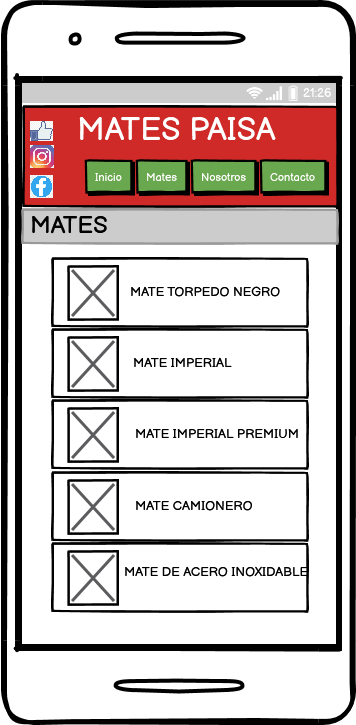 21:26
MATES PAISA
Inicio Mates Nosotros Contacto
MATES
MATE TORPEDO NEGRO
MATE IMPERIAL
MATE IMPERIAL PREMIUM
MATE CAMIONERO
MATE DE ACERO INOXIDABLE